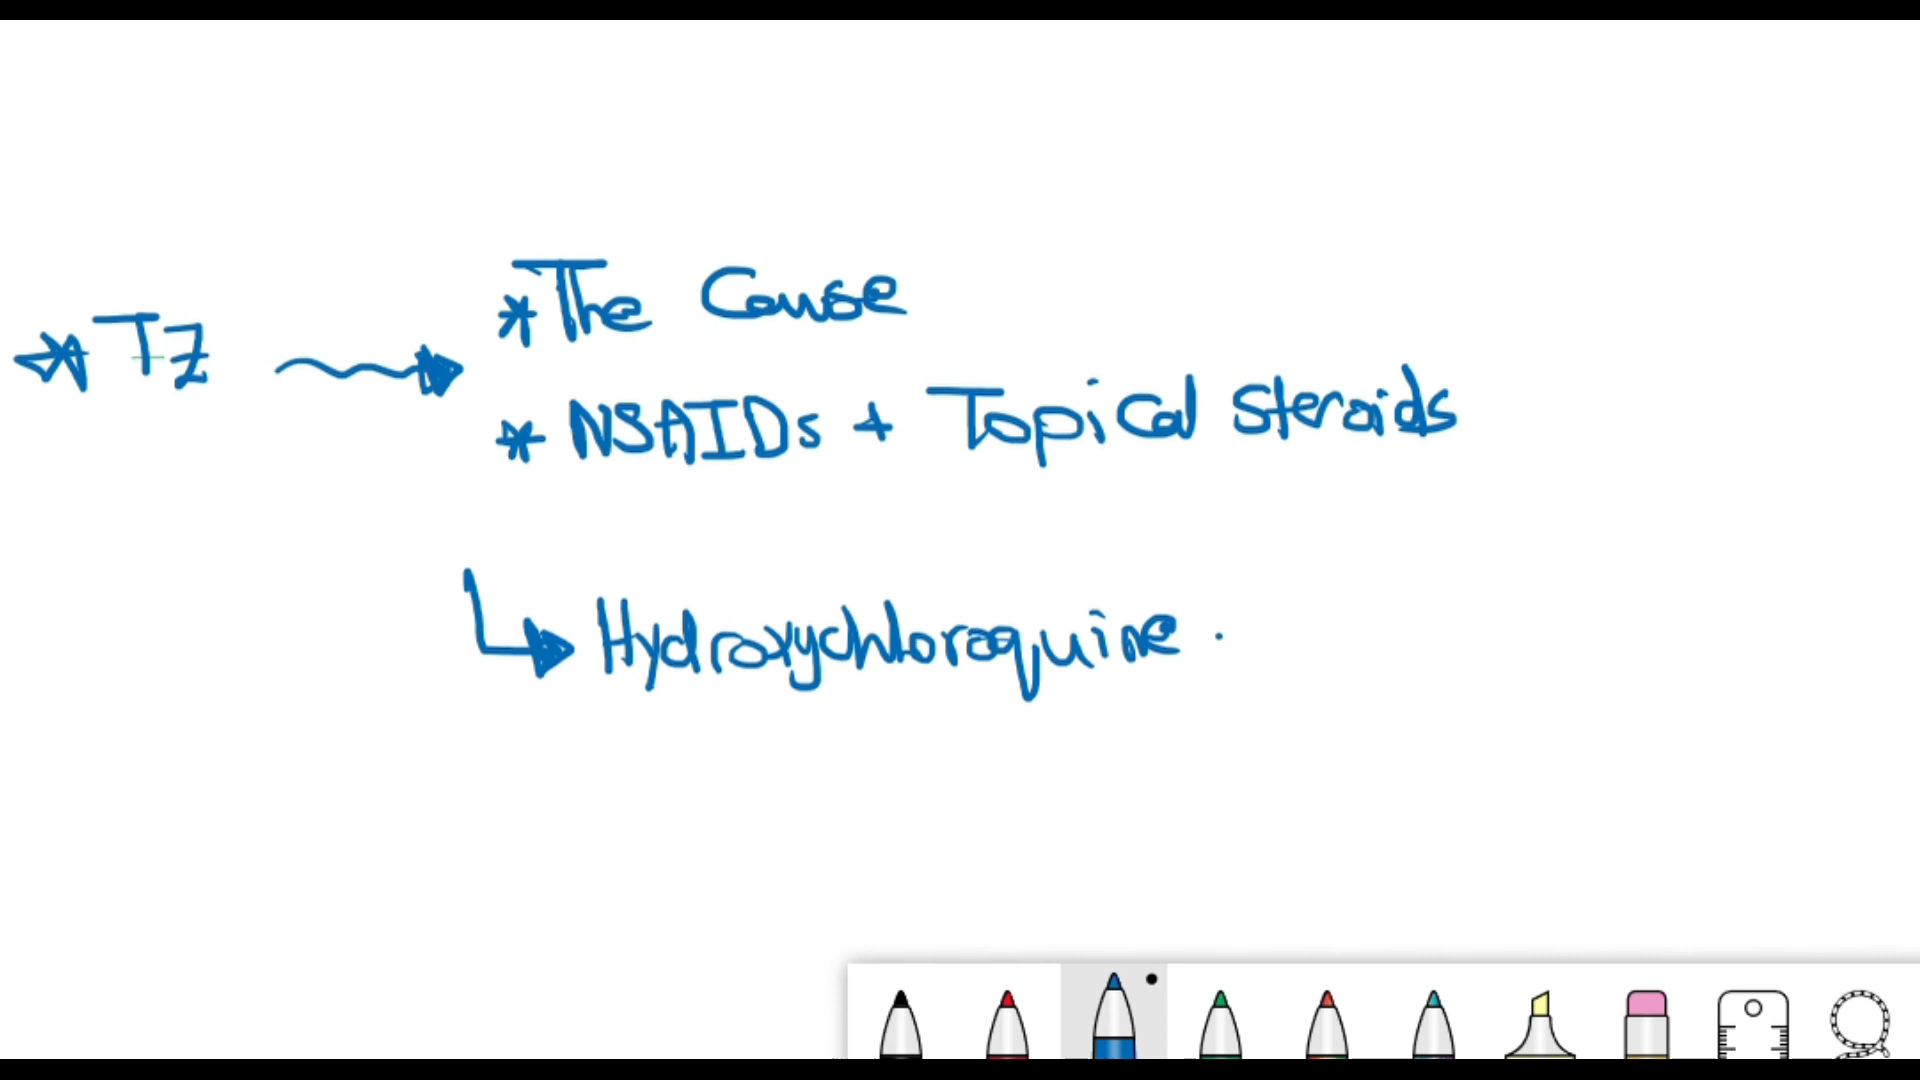 * TZ
* The Cause
* NSAIDs + Topical Steroids
Hydroxychloroquine.